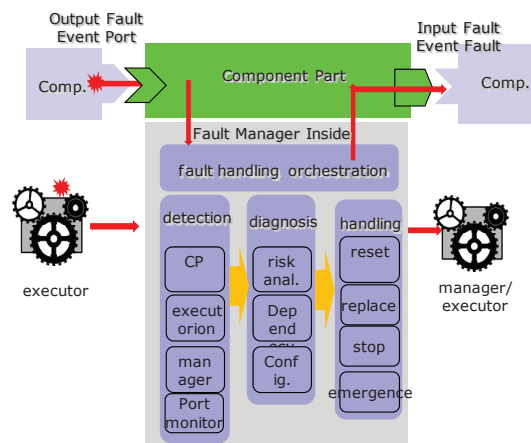 Output Fault
Event Port
Input Fault
Event Fault
Comp.
Component Part
Comp.
Fault Manager Inside
fault handling orchestration
detection
diagnosis
handling
CP
execut
orion
man
ager
Port
monitor
risk
anal.
Dep
end
Conf
ig.
reset
replace
stop
emergence
executor
manager/
executor